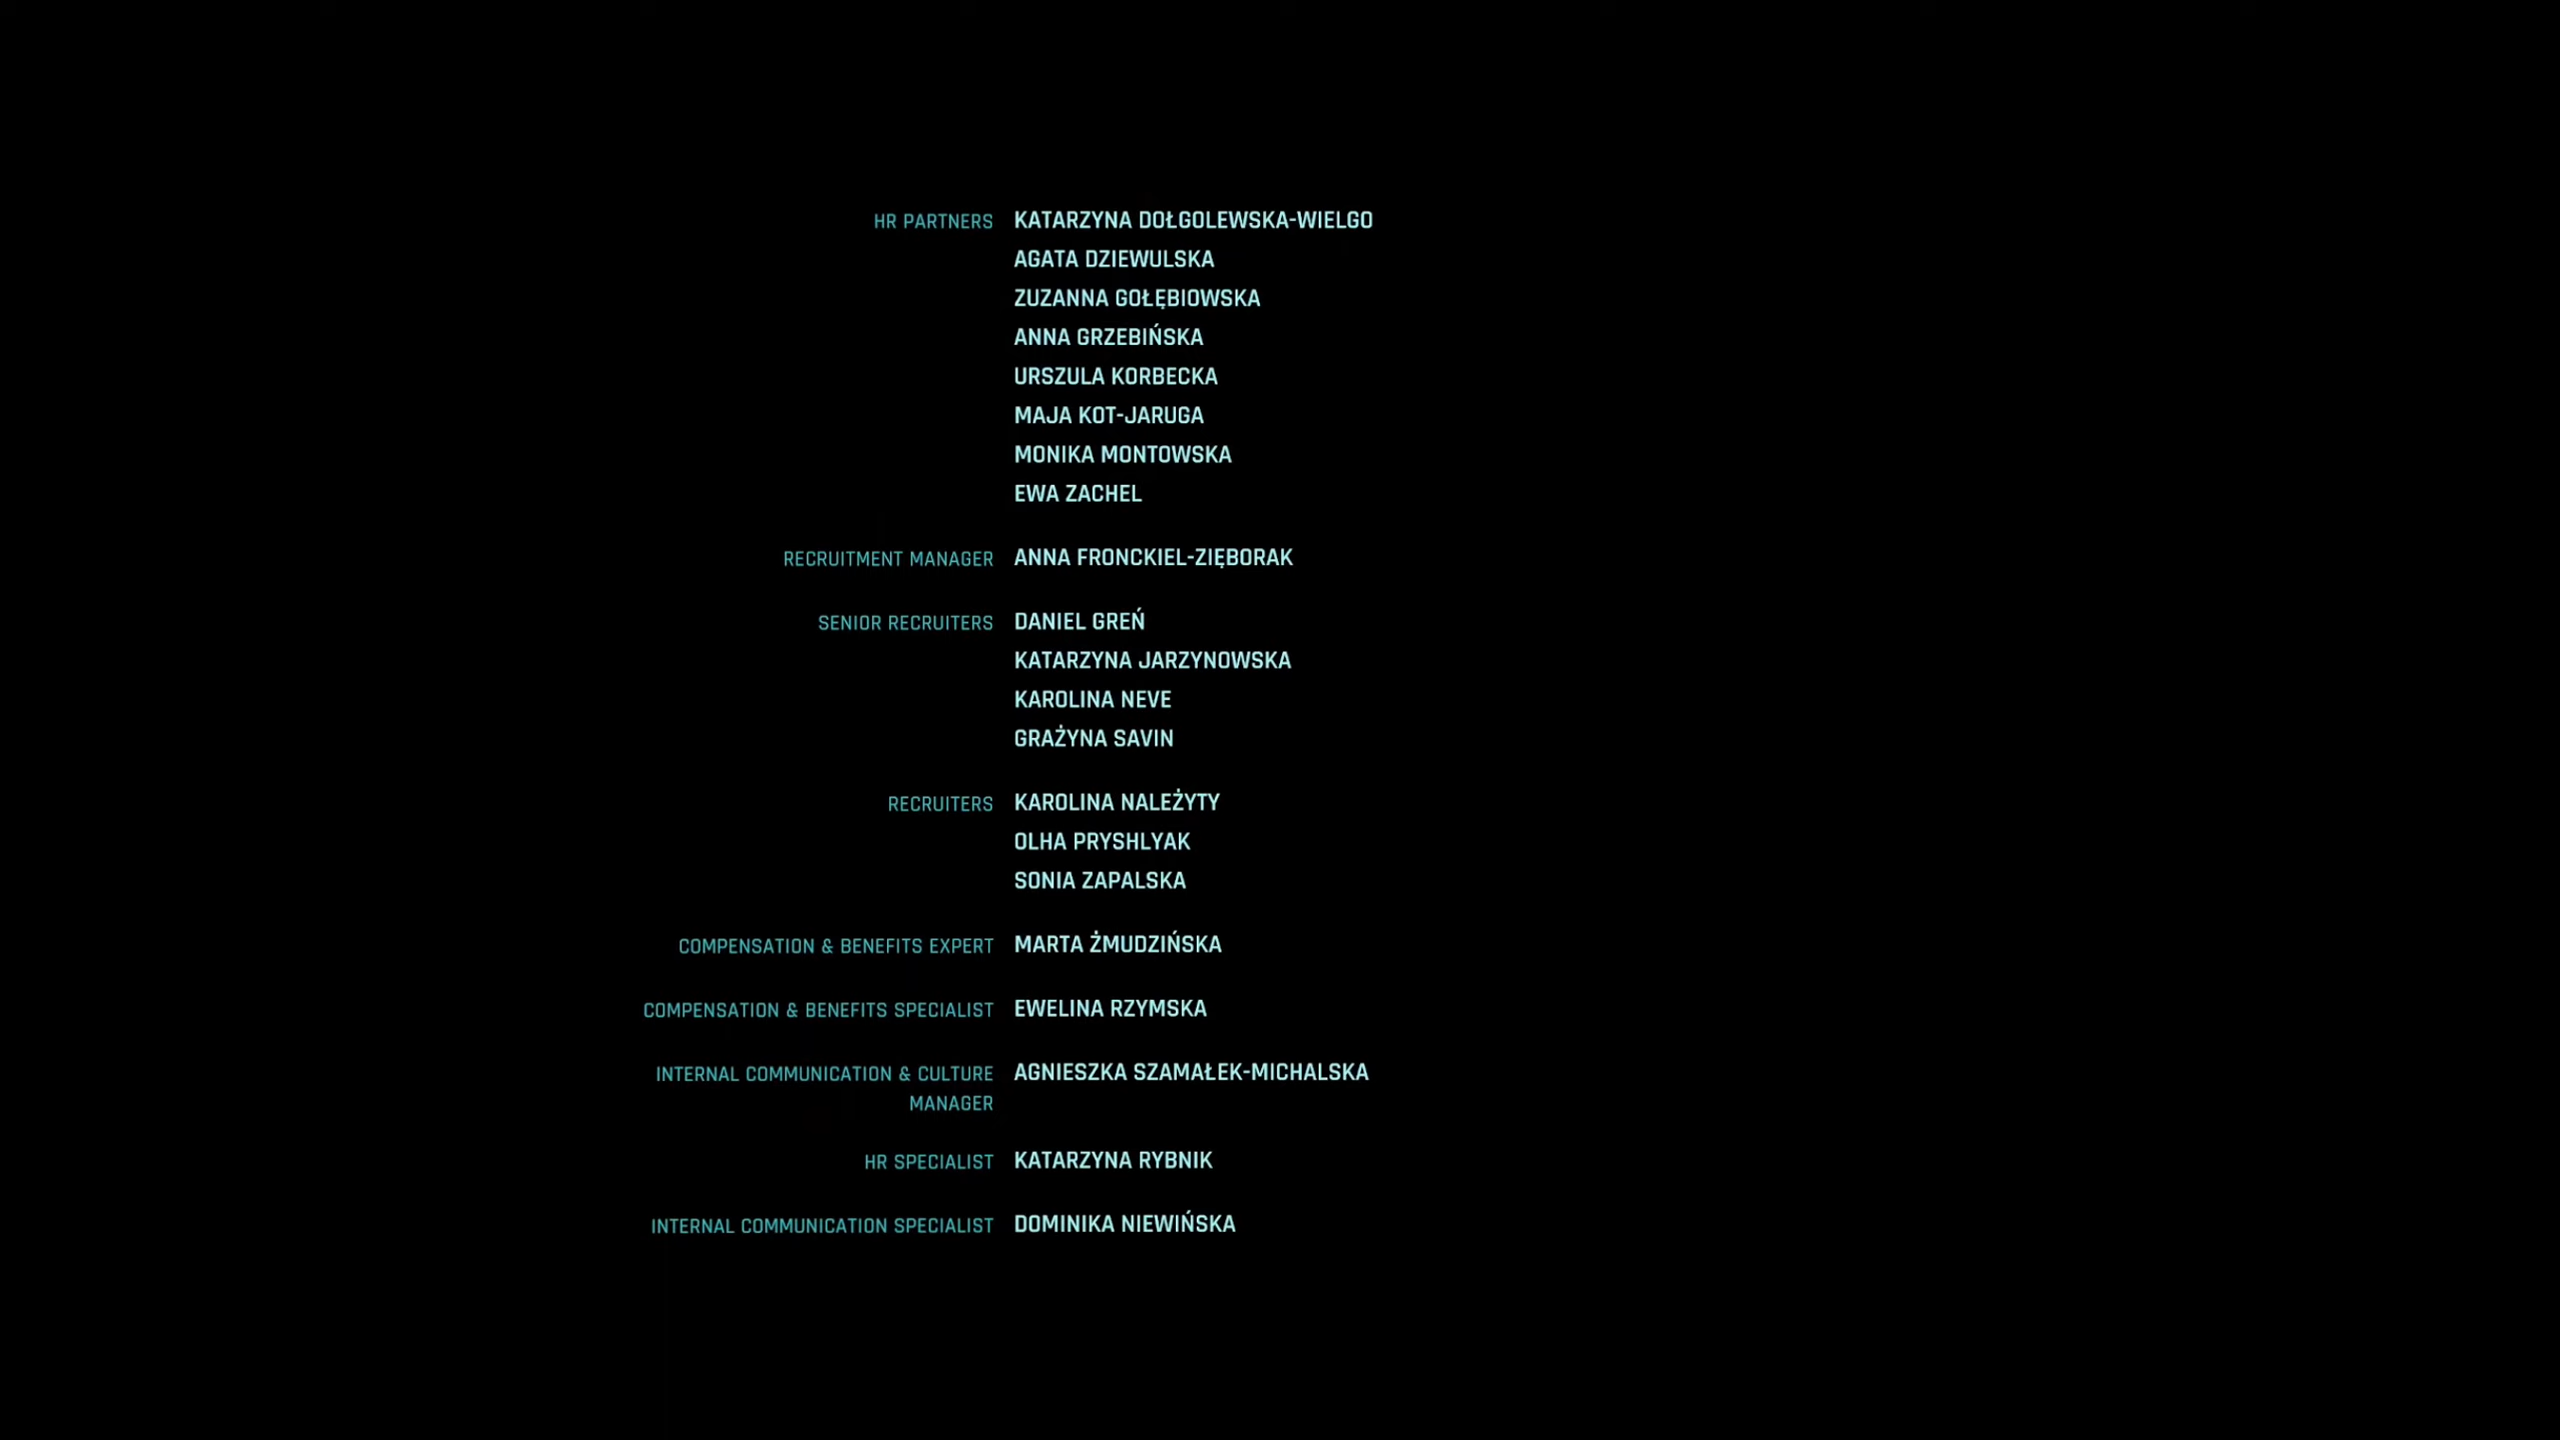 HR PARTNERS KATARZYNA DOŁGOLEWSKA-WIELGO
AGATA DZIEWULSKA
ZUZANNA GOŁĘBIOWSKA
ANNA GRZEBIŃSKA
URSZULA KORBECKA
MAJA KOT-JARUGA
MONIKA MONTOWSKA
EWA ZACHEL
RECRUITMENT MANAGER ANNA FRONCKIEL-ZIĘBORAK
SENIOR RECRUITERS DANIEL GREŃ
KATARZYNA JARZYNOWSKA
KAROLINA NEVE
GRAŻYNA SAVIN
RECRUITERS KAROLINA NALEŻYTY
OLHA PRYSHLYAK
SONIA ZAPALSKA
COMPENSATION & BENEFITS EXPERT MARTA ŻMUDZIŃSKA
COMPENSATION & BENEFITS SPECIALIST EWELINA RZYMSKA
INTERNAL COMMUNICATION & CULTURE AGNIESZKA SZAMAŁEK-MICHALSKA
MANAGER
HR SPECIALIST KATARZYNA RYBNIK
INTERNAL COMMUNICATION SPECIALIST DOMINIKA NIEWIŃSKA